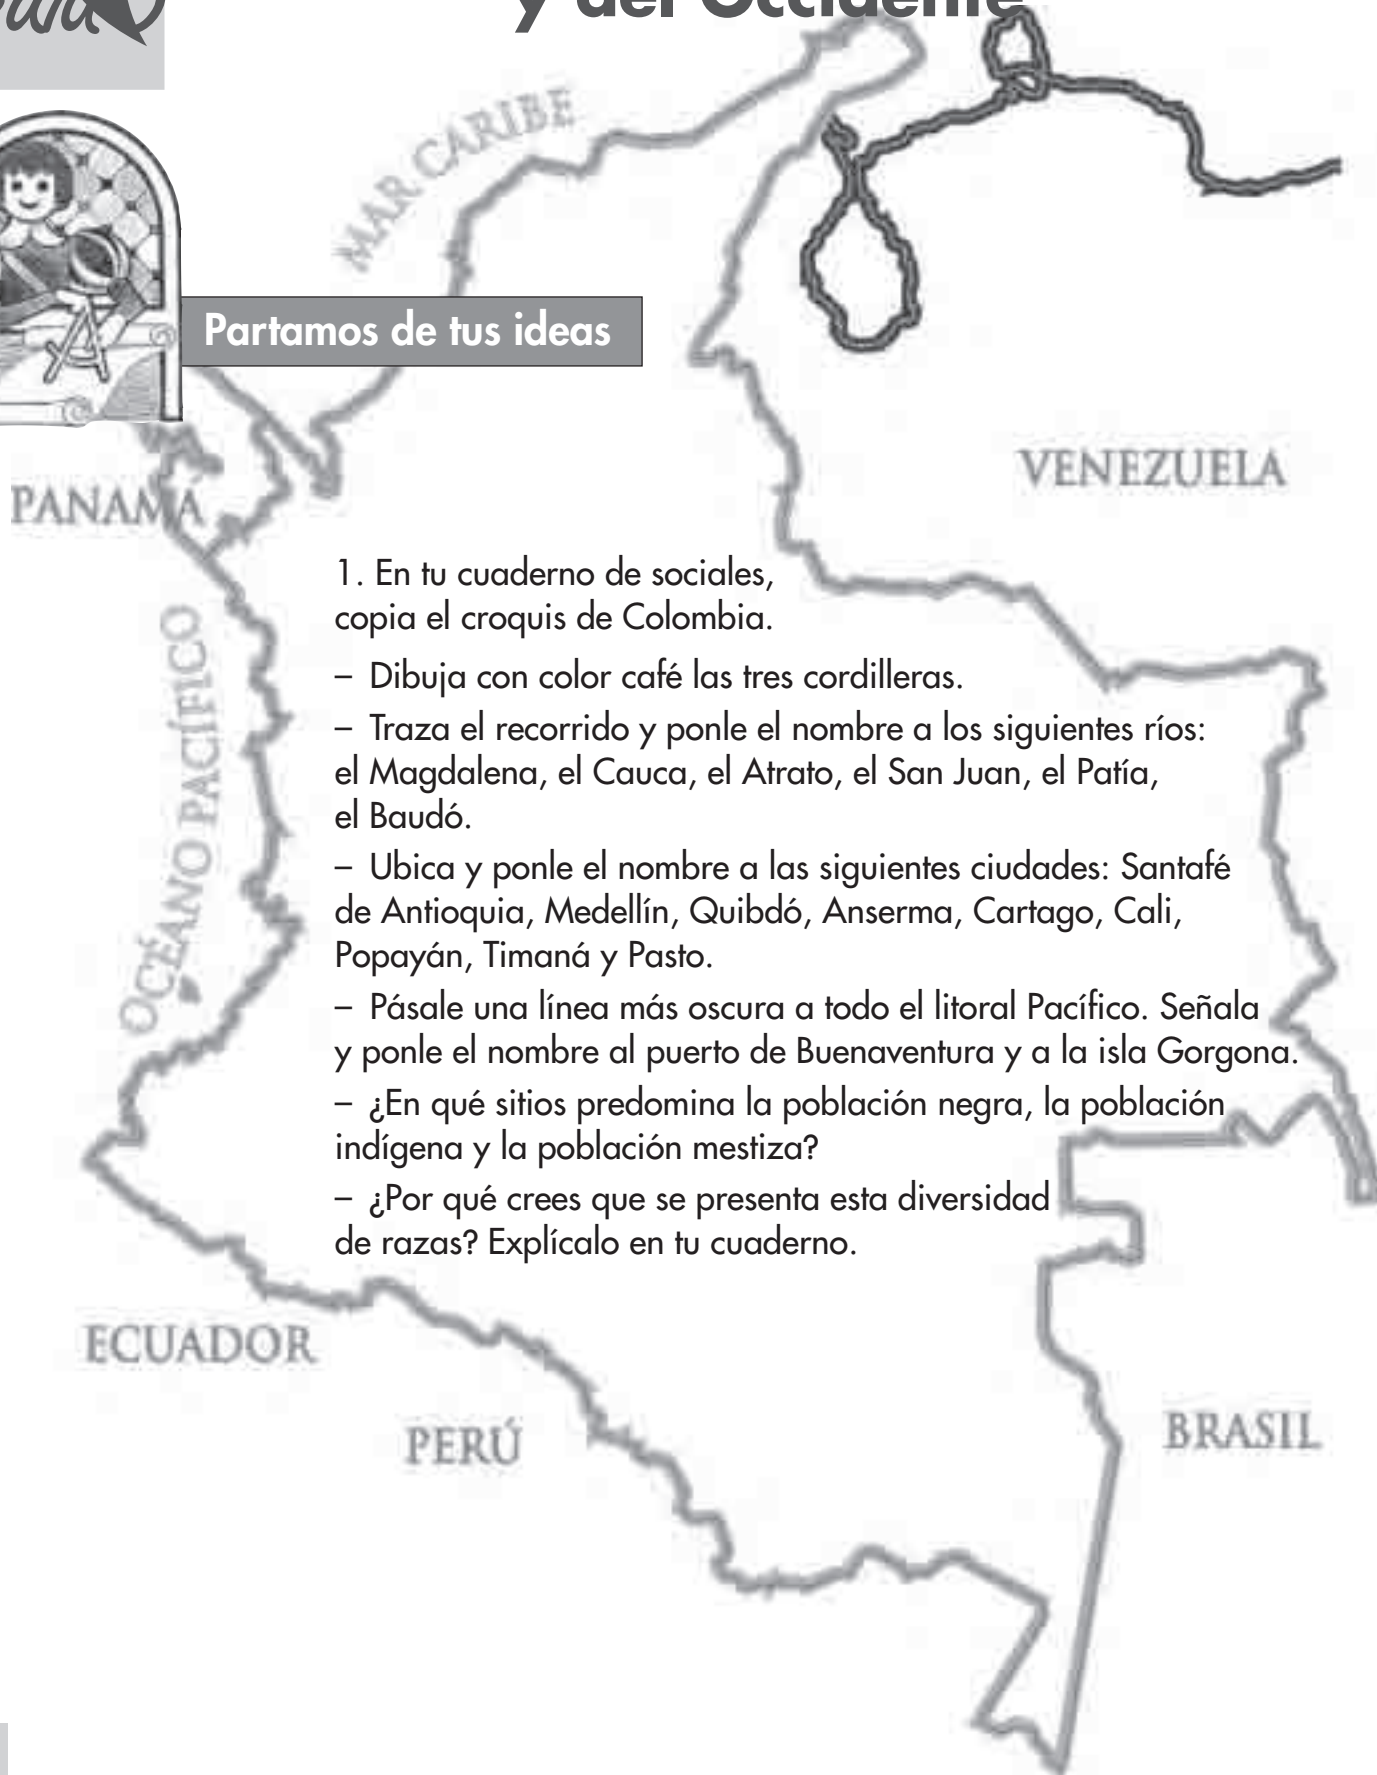 y del Occidente
MAR CARIBE
Partamos de tus ideas
PANAMÁ
VENEZUELA
1. En tu cuaderno de sociales,
copia el croquis de Colombia.
– Dibuja con color café las tres cordilleras.
– Traza el recorrido y ponle el nombre a los siguientes ríos:
el Magdalena, el Cauca, el Atrato, el San Juan, el Patía,
el Baudó.
– Ubica y ponle el nombre a las siguientes ciudades: Santafé
de Antioquia, Medellín, Quibdó, Anserma, Cartago, Cali,
Popayán, Timaná y Pasto.
– Pásale una línea más oscura a todo el litoral Pacífico. Señala
y ponle el nombre al puerto de Buenaventura y a la isla Gorgona.
– ¿En qué sitios predomina la población negra, la población
indígena y la población mestiza?
– ¿Por qué crees que se presenta esta diversidad
de razas? Explícalo en tu cuaderno.
OCÉANO PACÍFICO
ECUADOR
PERÚ
BRASIL